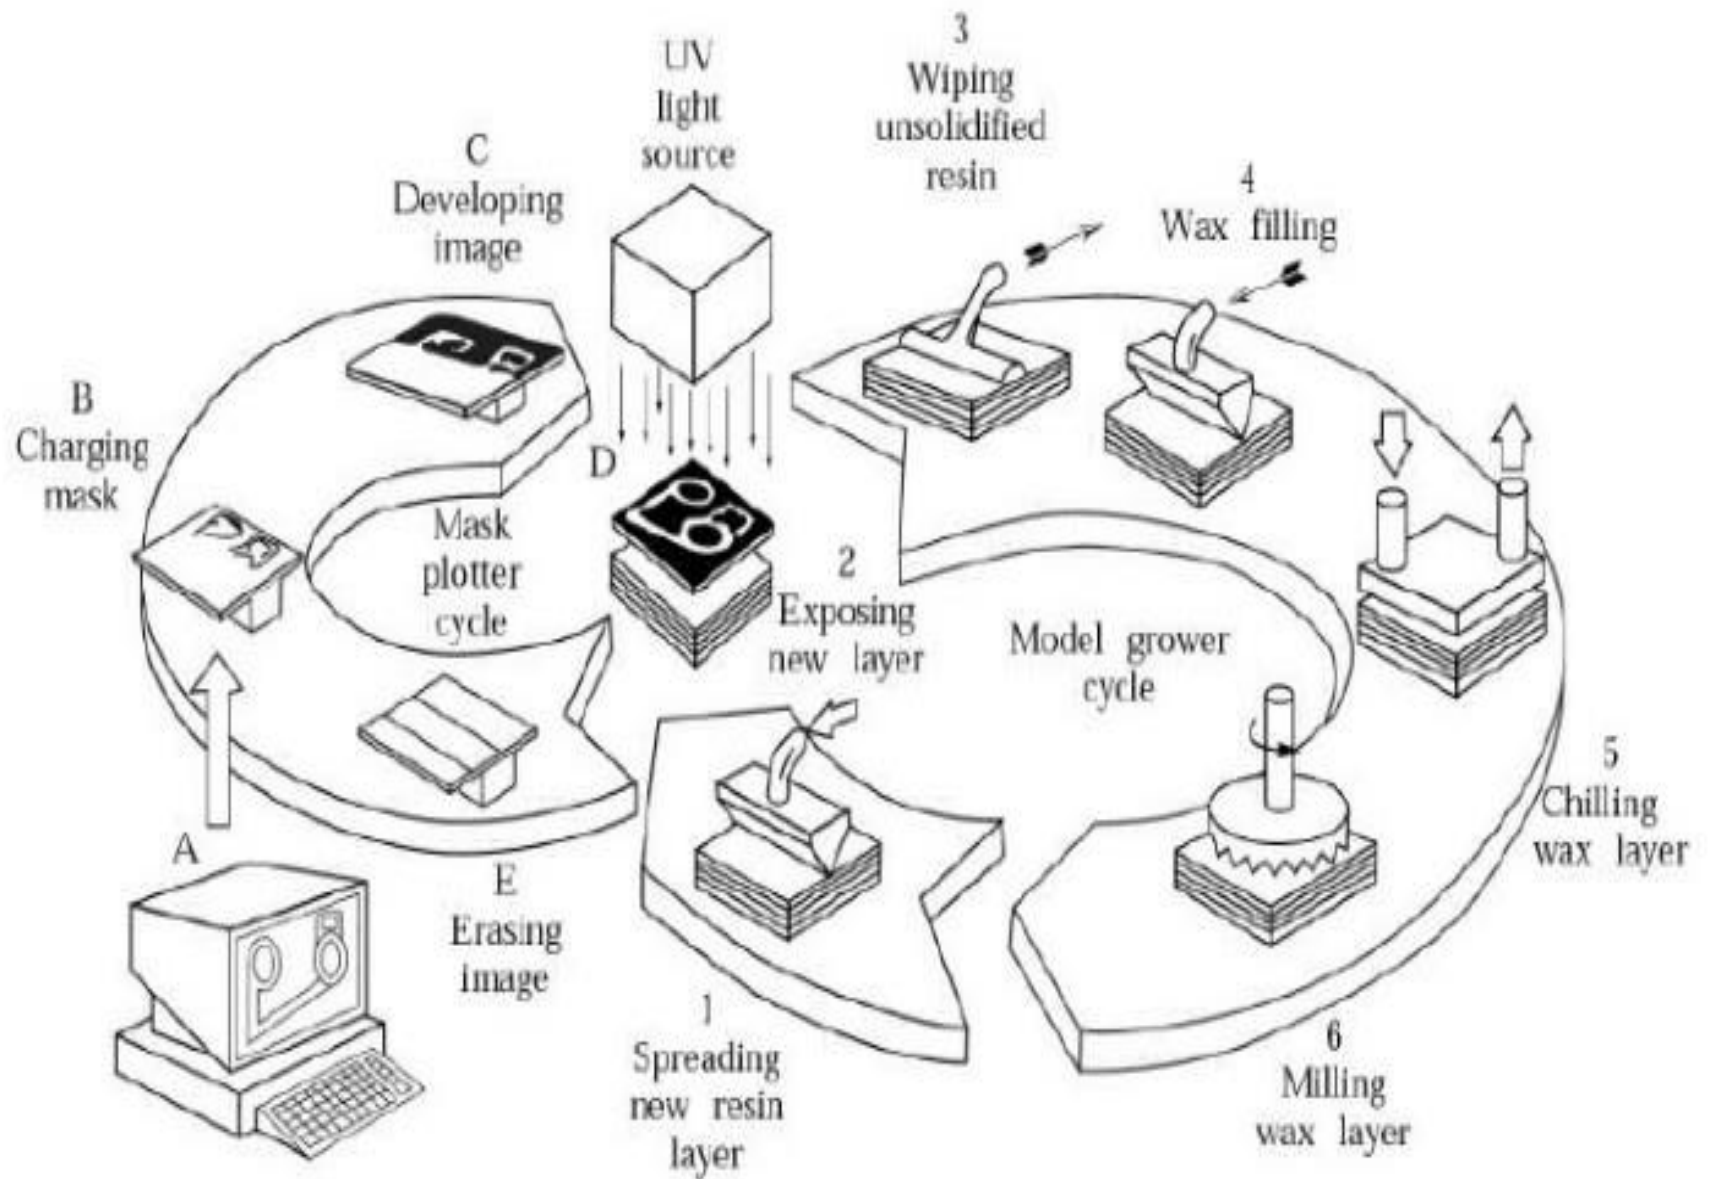 UV
light
source
3
Wiping
unsolidified
resin
4
Wax filling
C
Developing
image
B
Charging
mask
D
Mask
plotter
cycle
2
Exposing
new layer
Model grower
cycle
5
Chilling
wax layer
A
E
Erasing
image
1
Spreading
new resin
layer
6
Milling
wax layer